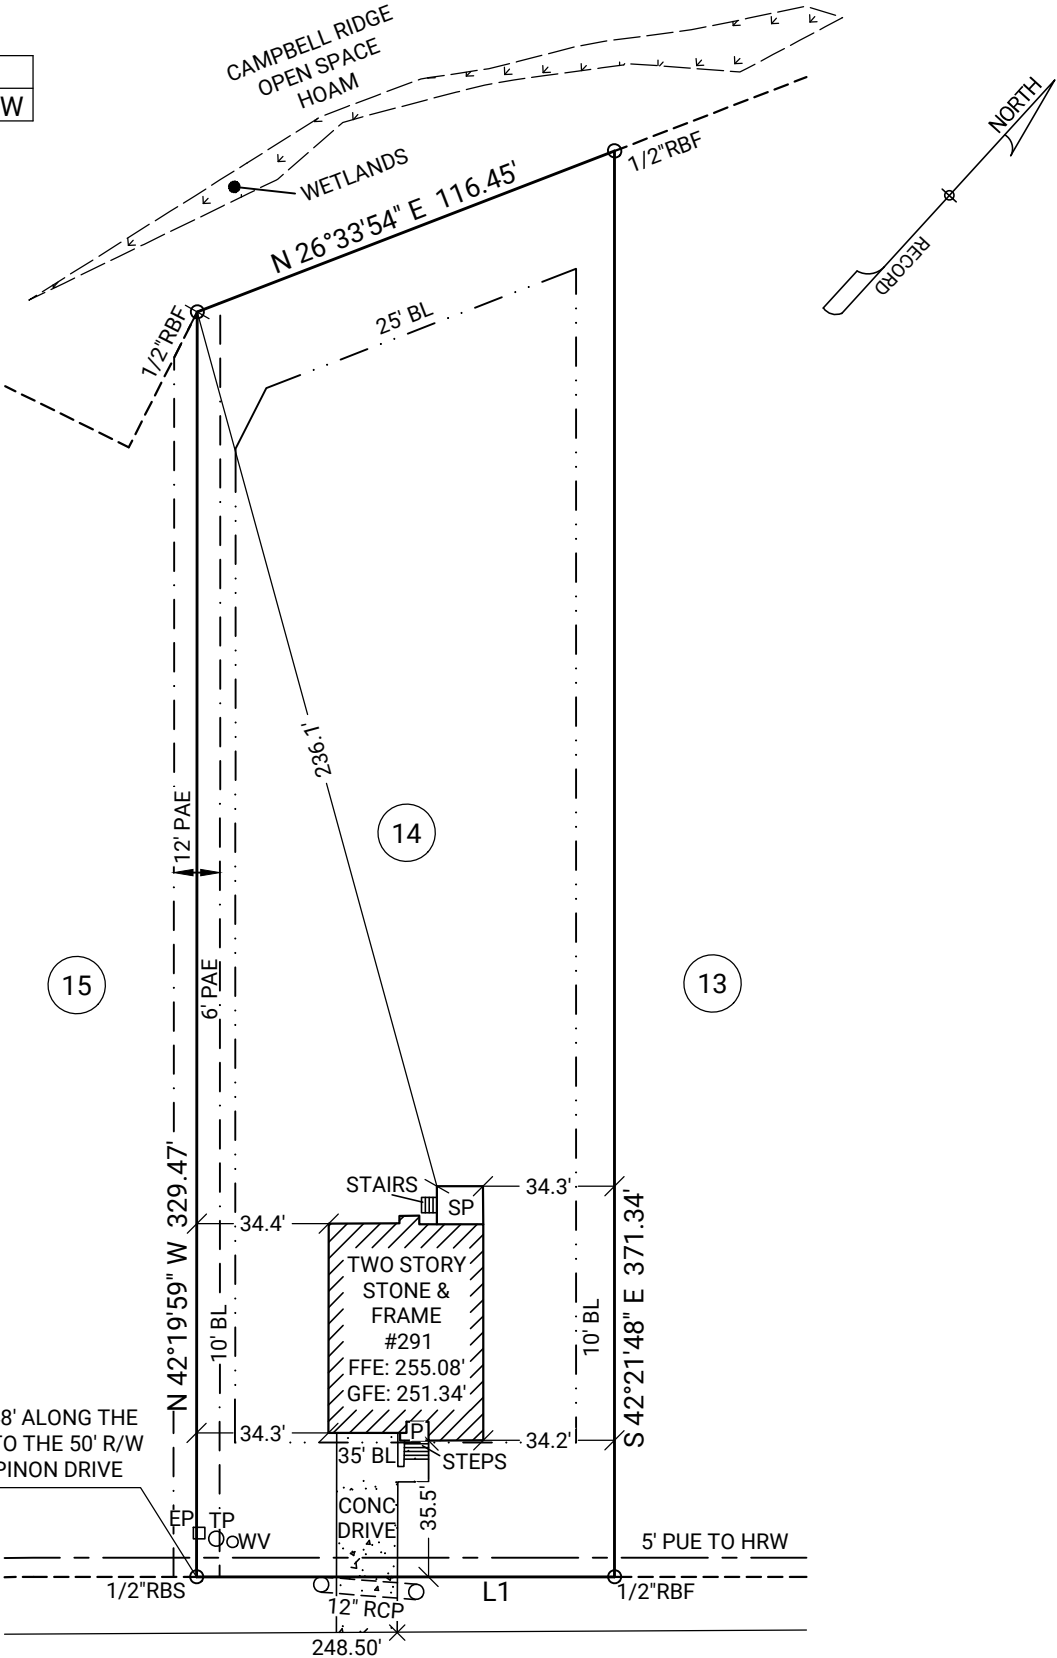 W
CAMPBELL RIDGE
OPEN SPACE
HOAM
NORTH
RECORD
WETLANDS
1/2"RBF
N 26°33'54" E 116.45'
1/2"RBF
25' BL
236.1'
12' PAE
14
15
6' PAE
13
N 42°19'59" W 329.47'
STAIRS
SP
34.3'
34.4'
TWO STORY
STONE &
FRAME
#291
FFE: 255.08'
GFE: 251.34'
10' BL
10' BL
S 42°21'48" E 371.34'
8' ALONG THE
TO THE 50' R/W
PINON DRIVE
34.3'
P
34.2'
35' BL
STEPS
CONC
DRIVE
35.5'
EP
TP
WV
5' PUE TO HRW
1/2"RBS
L1
1/2"RBF
12" RCP
248.50'